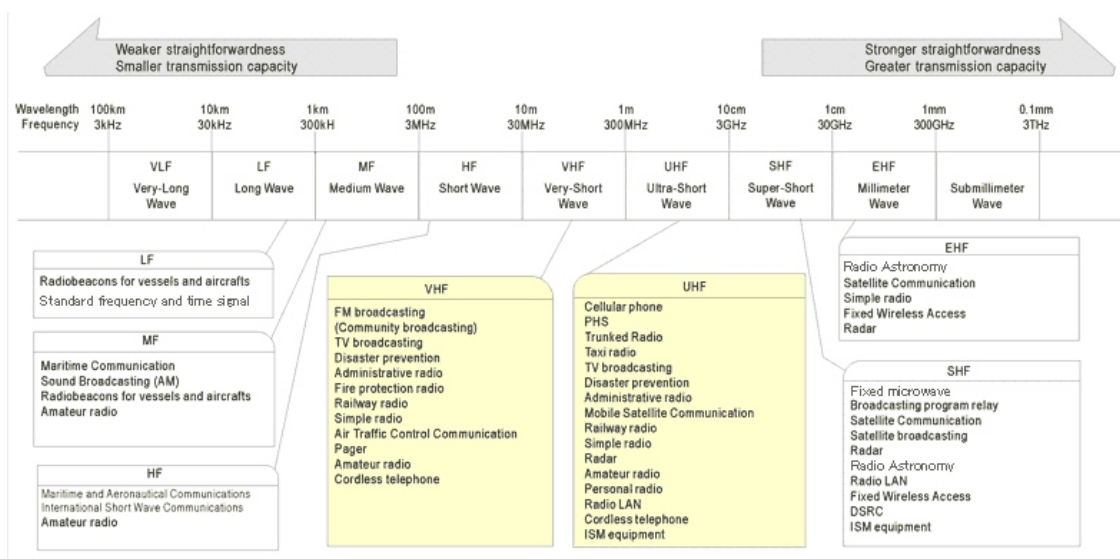 Weaker straightforwardness
Smaller transmission capacity
Stronger straightforwardness
Greater transmission capacity
Wavelength 100km 10km 1km 100m 10m 1m 10cm 1cm 1mm 0.1mm
Frequency 3kHz 30kHz 300kH 3MHz 30MHz 300MHz 3GHz 30GHz 300GHz 3THz
VLF LF MF HF VHF UHF SHF EHF
Very-Long Long Wave Medium Wave Short Wave Very-Short Ultra-Short Super-Short Millimeter Submillimeter
Wave Wave Wave Wave Wave Wave
LF
Radiobeacons for vessels and aircrafts
Standard frequency and time signal
MF
Maritime Communication
Sound Broadcasting (AM)
Radiobeacons for vessels and aircrafts
Amateur radio
HF
Maritime and Aeronautical Communications
International Short Wave Communications
Amateur radio
VHF
FM broadcasting
(Community broadcasting)
TV broadcasting
Disaster prevention
Administrative radio
Fire protection radio
Railway radio
Simple radio
Air Traffic Control Communication
Pager
Amateur radio
Cordless telephone
UHF
Cellular phone
PHS
Trunked Radio
Taxi radio
TV broadcasting
Disaster prevention
Administrative radio
Mobile Satellite Communication
Railway radio
Simple radio
Radar
Amateur radio
Personal radio
Radio LAN
Cordless telephone
ISM equipment
EHF
Radio Astronomy
Satellite Communication
Simple radio
Fixed Wireless Access
Radar
SHF
Fixed microwave
Broadcasting program relay
Satellite Communication
Satellite broadcasting
Radar
Radio Astronomy
Radio LAN
Fixed Wireless Access
DSRC
ISM equipment